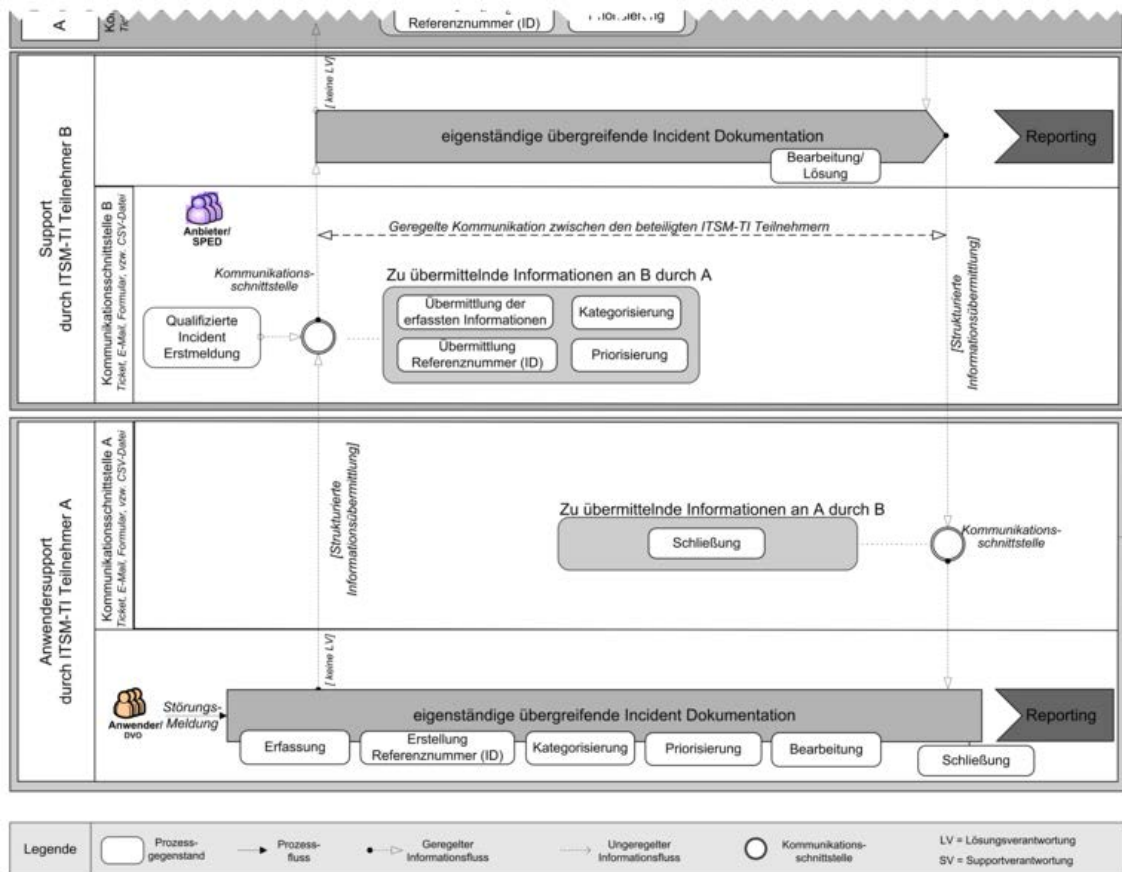 A
Referenznummer (ID)
Support
durch ITSM-TI Teilnehmer B
[ keine LV]
eigenständige übergreifende Incident Dokumentation
Reporting
Bearbeitung/
Lösung
Kommunikationsschnittstelle B
Ticket, E-Mail, Formular, vzw. CSV-Datei
Anbieter/
SPED
Geregelte Kommunikation zwischen den beteiligten ITSM-TI Teilnehmern
Kommunikations-
schnittstelle
Zu übermittelnde Informationen an B durch A
Qualifizierte
Incident
Erstmeldung
Übermittlung der
erfassten Informationen
Kategorisierung
Übermittlung
Referenznummer (ID)
Priorisierung
[Strukturierte
Informationsübermittlung]
Anwendersupport
durch ITSM-TI Teilnehmer A
Kommunikationsschnittstelle A
Ticket, E-Mail, Formular, vzw. CSV-Datei
[Strukturierte
Informationsübermittlung]
Zu übermittelnde Informationen an A durch B
Schließung
Kommunikations-
schnittstelle
[ keine LV]
Anwender/
DVO
Störungs-
Meldung
eigenständige übergreifende Incident Dokumentation
Reporting
Erfassung
Erstellung
Referenznummer (ID)
Kategorisierung
Priorisierung
Bearbeitung
Schließung
Legende
Prozess-
gegenstand
Prozess-
fluss
Geregelter
Informationsfluss
Ungeregelter
Informationsfluss
Kommunikations-
schnittstelle
LV = Lösungsverantwortung
SV = Supportverantwortung